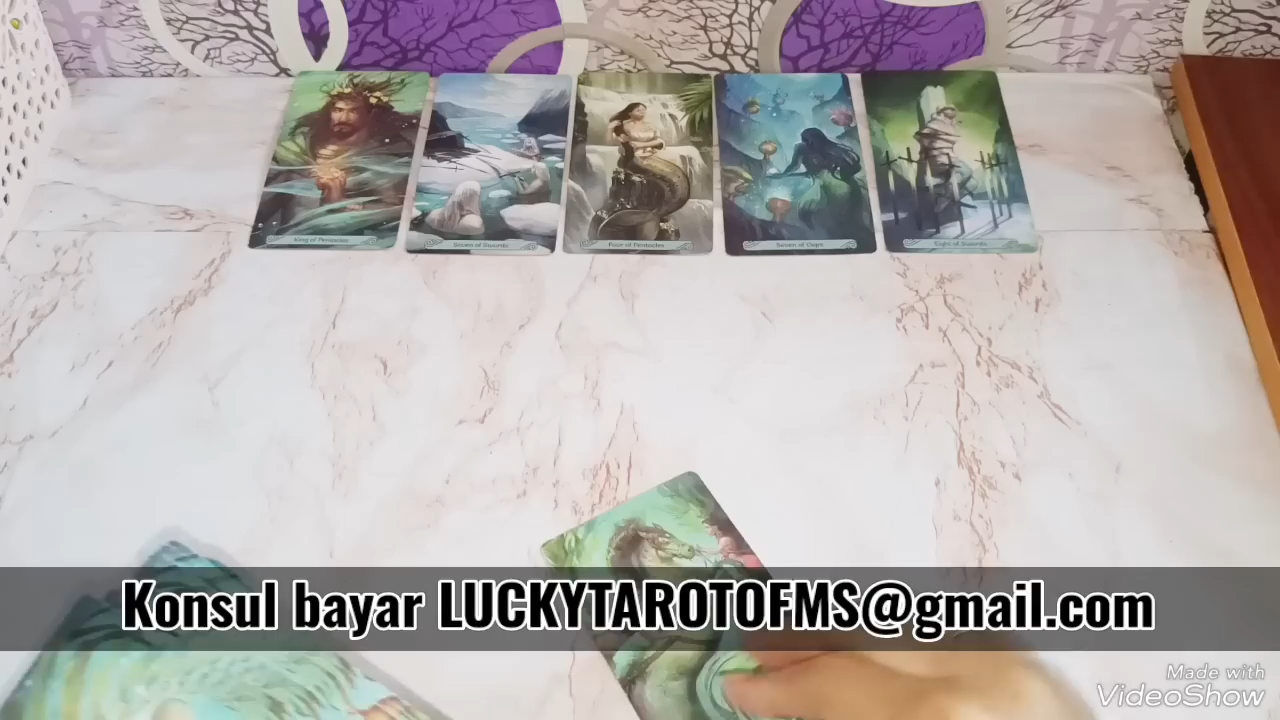 King of Pentacles
Seven of Swords
Four of Pentacles
Seven of Cups
Eight of Swords
Konsul bayar LUCKYTAROTOFMS@gmail.com
Made with
VideoShow